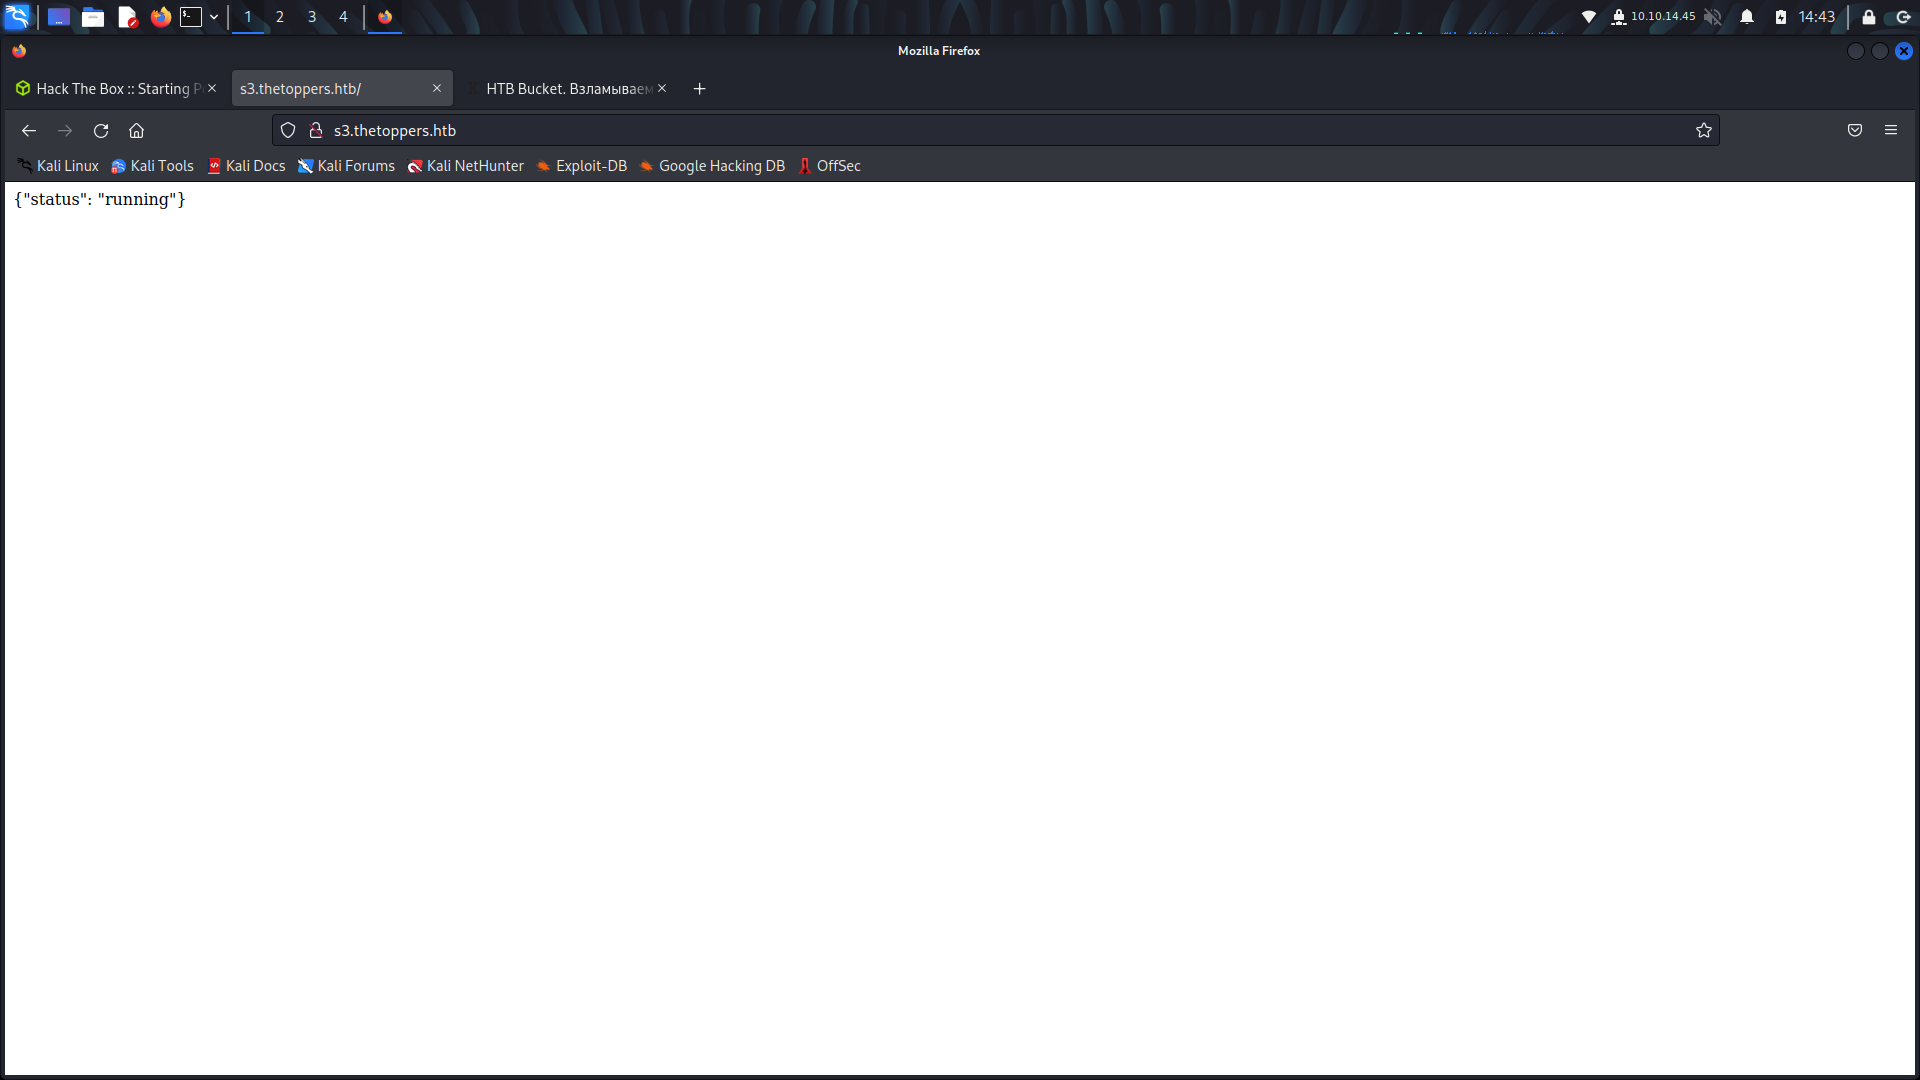 1 2 3 4 10.10.14.45 14:43
Mozilla Firefox
Hack The Box :: Starting s3.thetoppers.htb/ HTB Bucket. Взламываем
s3.thetoppers.htb
Kali Linux Kali Tools Kali Docs Kali Forums Kali NetHunter Exploit-DB Google Hacking DB OffSec
{"status": "running"}